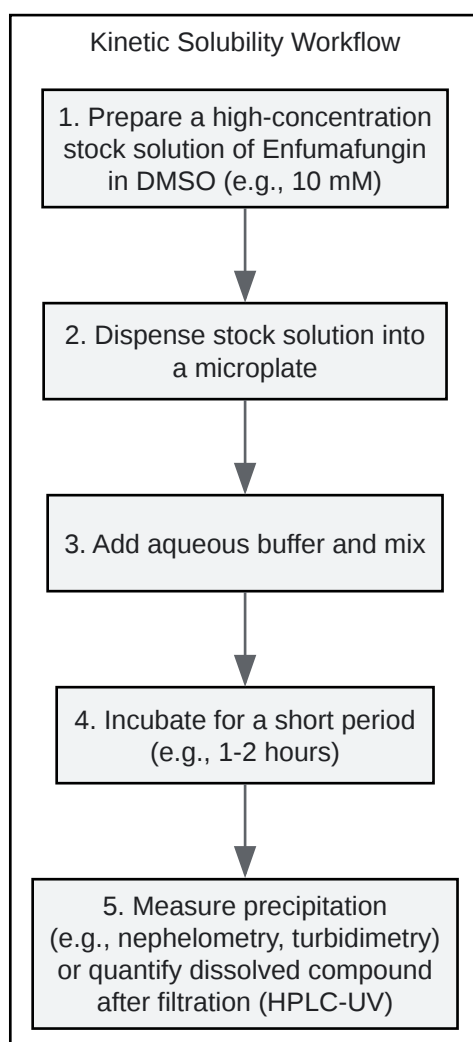 Kinetic Solubility Workflow
1. Prepare a high-concentration
stock solution of Enfumafungin
in DMSO (e.g., 10 mM)
2. Dispense stock solution into
a microplate
3. Add aqueous buffer and mix
4. Incubate for a short period
(e.g., 1-2 hours)
5. Measure precipitation
(e.g., nephelometry, turbidimetry)
or quantify dissolved compound
after filtration (HPLC-UV)